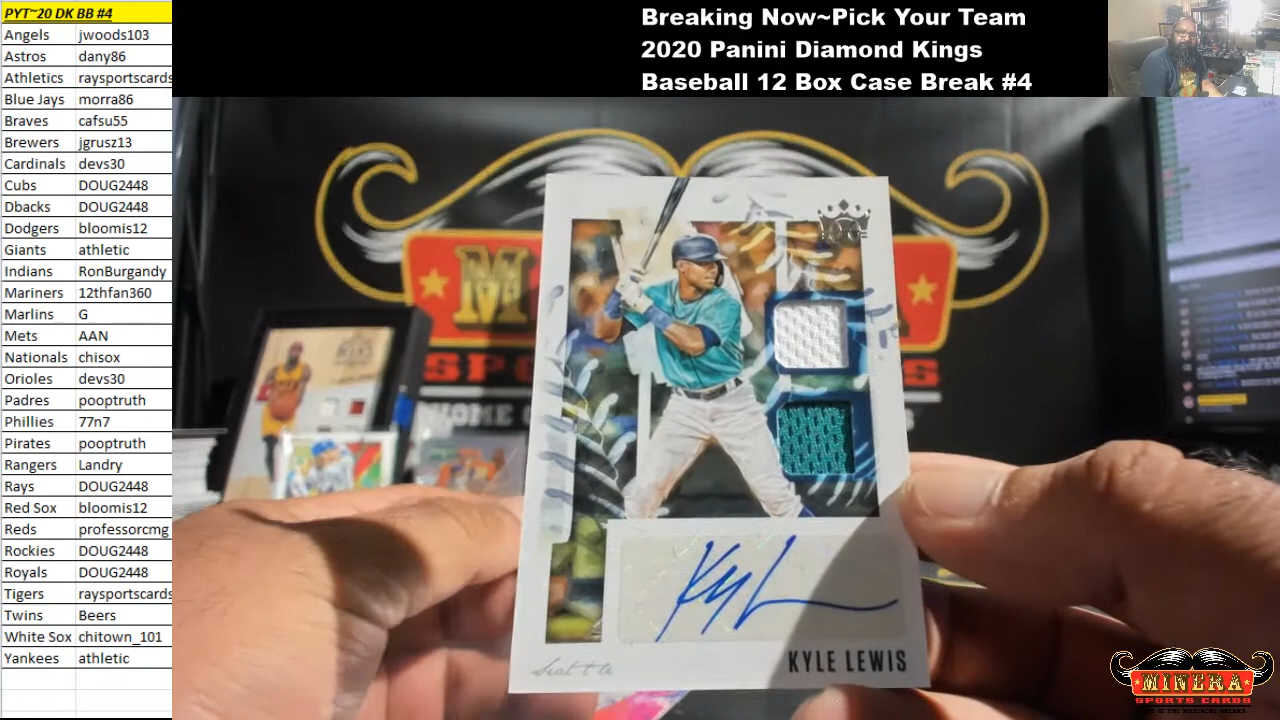 PYT~20 DK BB #4
Angels jwoods103
Astros dany86
Athletics raysportscards
Blue Jays morra86
Braves cafsu55
Brewers jgrusz13
Cardinals devs30
Cubs DOUG2448
Dbacks DOUG2448
Dodgers bloomis12
Giants athletic
Indians RonBurgandy
Mariners 12thfan360
Marlins G
Mets AAN
Nationals chisox
Orioles devs30
Padres pooptruth
Phillies 77n7
Pirates pooptruth
Rangers Landry
Rays DOUG2448
Red Sox bloomis12
Reds professorcmg
Rockies DOUG2448
Royals DOUG2448
Tigers raysportscards
Twins Beers
White Sox chitown_101
Yankees athletic
Breaking Now~Pick Your Team
2020 Panini Diamond Kings
Baseball 12 Box Case Break #4
M
SP
HOME
Seattle
KYLE LEWIS
MINERA
SPORTS CARDS